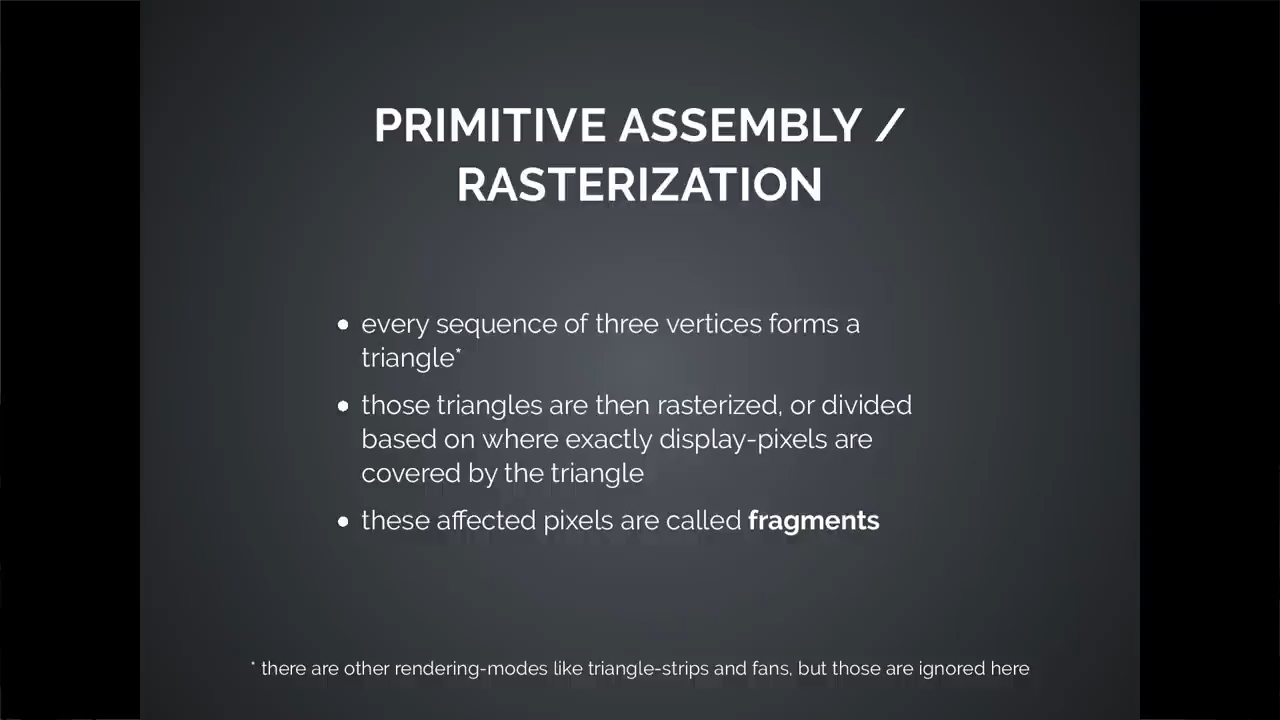 PRIMITIVE ASSEMBLY /
RASTERIZATION
• every sequence of three vertices forms a
triangle*
• those triangles are then rasterized, or divided
based on where exactly display-pixels are
covered by the triangle
• these affected pixels are called fragments
* there are other rendering-modes like triangle-strips and fans, but those are ignored here